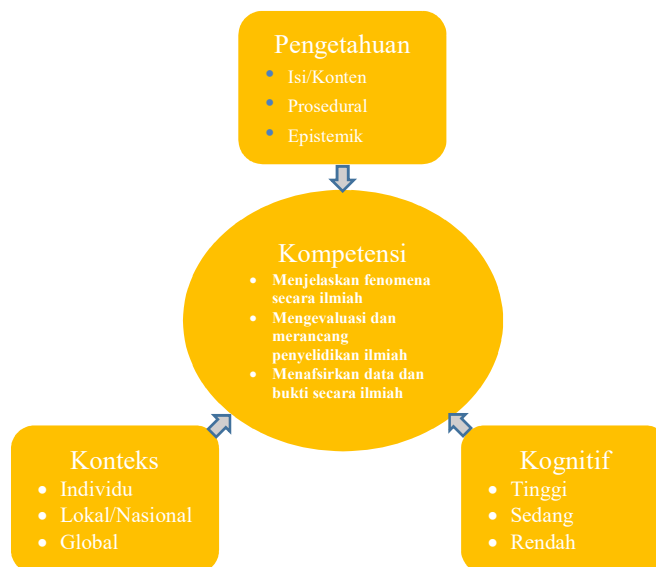 Pengetahuan
• Isi/Konten
• Prosedural
• Epistemik
Kompetensi
• Menjelaskan fenomena
secara ilmiah
• Mengevaluasi dan
merancang
penyelidikan ilmiah
• Menafsirkan data dan
bukti secara ilmiah
Konteks
• Individu
• Lokal/Nasional
• Global
Kognitif
• Tinggi
• Sedang
• Rendah